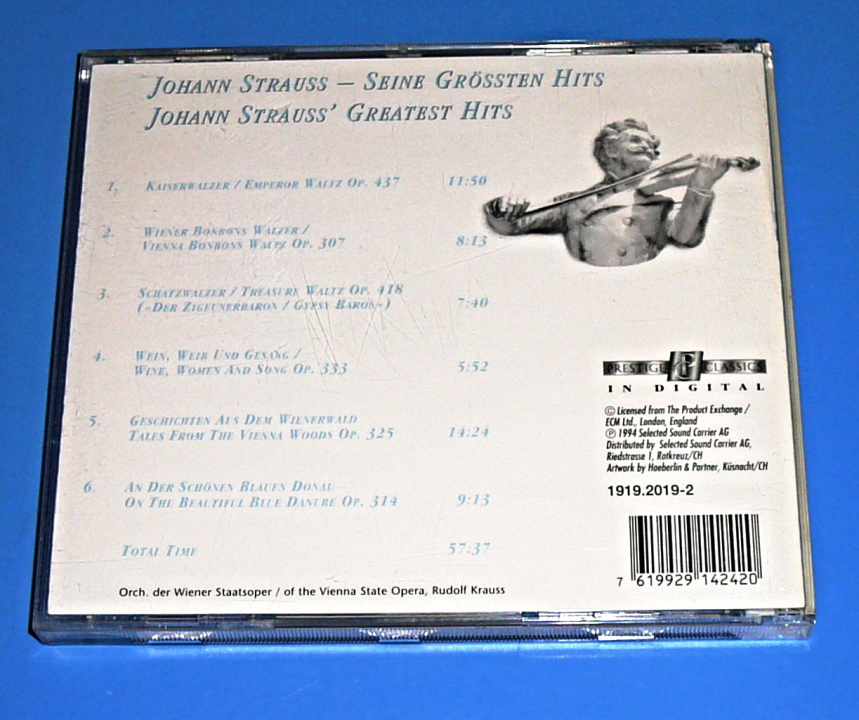 Johann Strauss – Seine Grössten Hits
Johann Strauss' Greatest Hits
1. Kaiserwalzer / Emperor Waltz Op. 437 11:50
2. Wiener Bonbons Walzer /
Vienna Bonbons Waltz Op. 307 8:13
3. Schatzwalzer / Treasure Waltz Op. 418
(«Der Zigeunerbaron / Gypsy Baron») 7:40
4. Wein, Weib Und Gesang /
Wine, Women And Song Op. 333 5:52
5. Geschichten Aus Dem Wienerwald
Tales From The Vienna Woods Op. 325 14:24
6. An Der Schönen Blauen Donau
On The Beautiful Blue Danube Op. 314 9:13
Total Time 57:37
Orch. der Wiener Staatsoper / of the Vienna State Opera, Rudolf Krauss
PRESTIGE CLASSICS
IN DIGITAL
© Licensed from The Product Exchange /
ECM Ltd., London, England
℗ 1994 Selected Sound Carrier AG
Distributed by Selected Sound Carrier AG,
Riedstrasse 1, Rotkreuz/CH
Artwork by Haeberlin & Partner, Küsnacht/CH
1919.2019-2
7 619929 142420